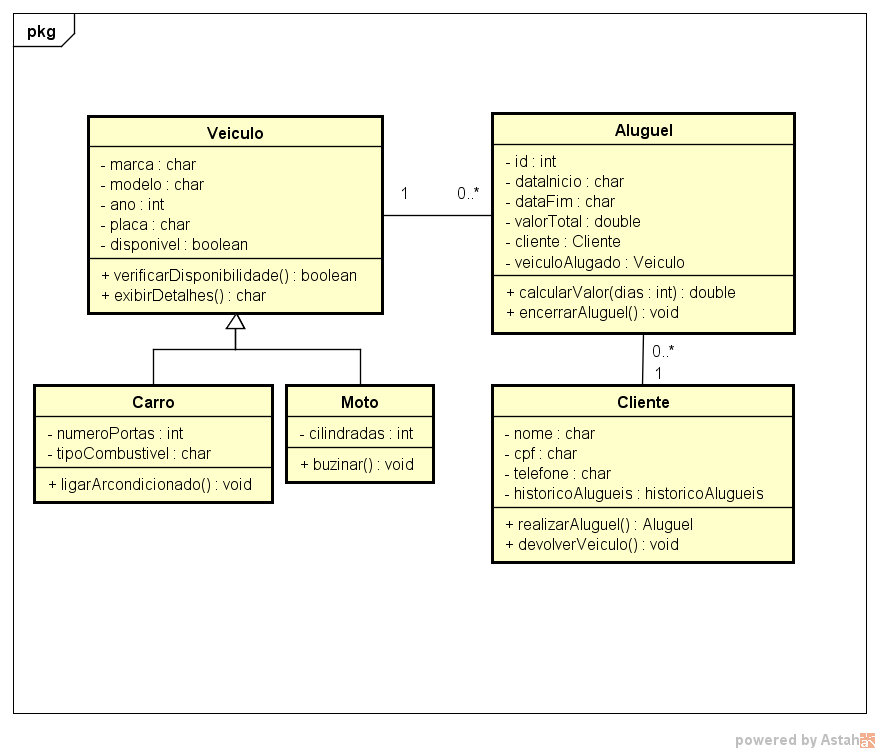 pkg
Veiculo
- marca : char
- modelo : char
- ano : int
- placa : char
- disponivel : boolean
+ verificarDisponibilidade() : boolean
+ exibirDetalhes() : char
1
0..*
Aluguel
- id : int
- dataInicio : char
- dataFim : char
- valorTotal : double
- cliente : Cliente
- veiculoAlugado : Veiculo
+ calcularValor(dias : int) : double
+ encerrarAluguel() : void
0..*
1
Carro
- numeroPortas : int
- tipoCombustivel : char
+ ligarArcondicionado() : void
Moto
- cilindradas : int
+ buzinar() : void
Cliente
- nome : char
- cpf : char
- telefone : char
- historicoAlugueis : historicoAlugueis
+ realizarAluguel() : Aluguel
+ devolverVeiculo() : void
powered by Astah